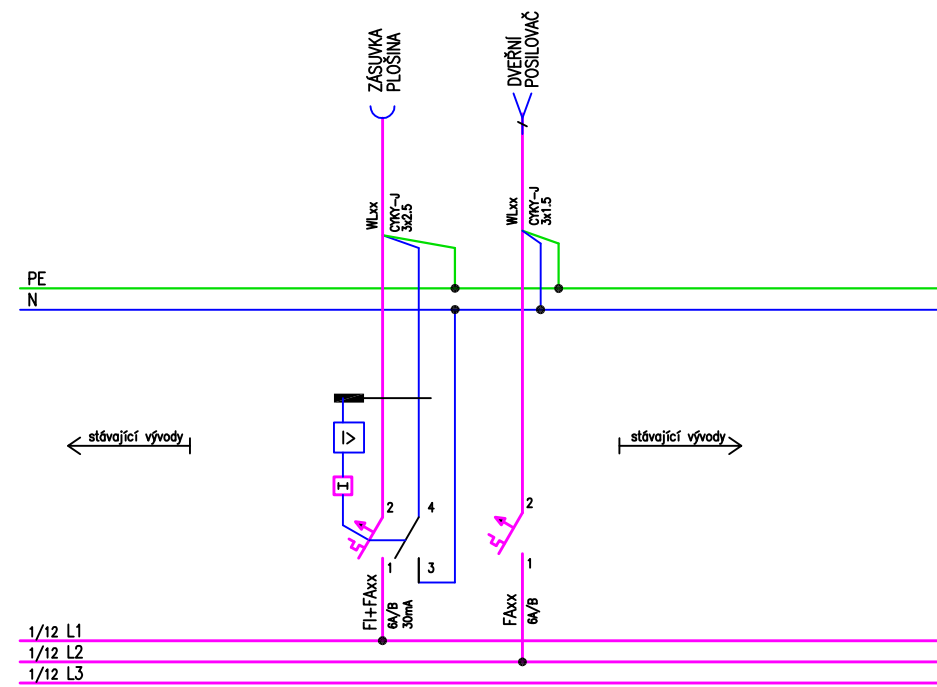 ZÁSUVKA
PLOŠINA
DVEŘNÍ
POSILOVAČ
WLxx
CYKY-J
3x2.5
WLxx
CYKY-J
3x1.5
PE
N
stávající vývody
stávající vývody
I>
I
2
4
2
1
3
1
FI+FAxx
6A/B
30mA
FAxx
6A/B
1/12 L1
1/12 L2
1/12 L3